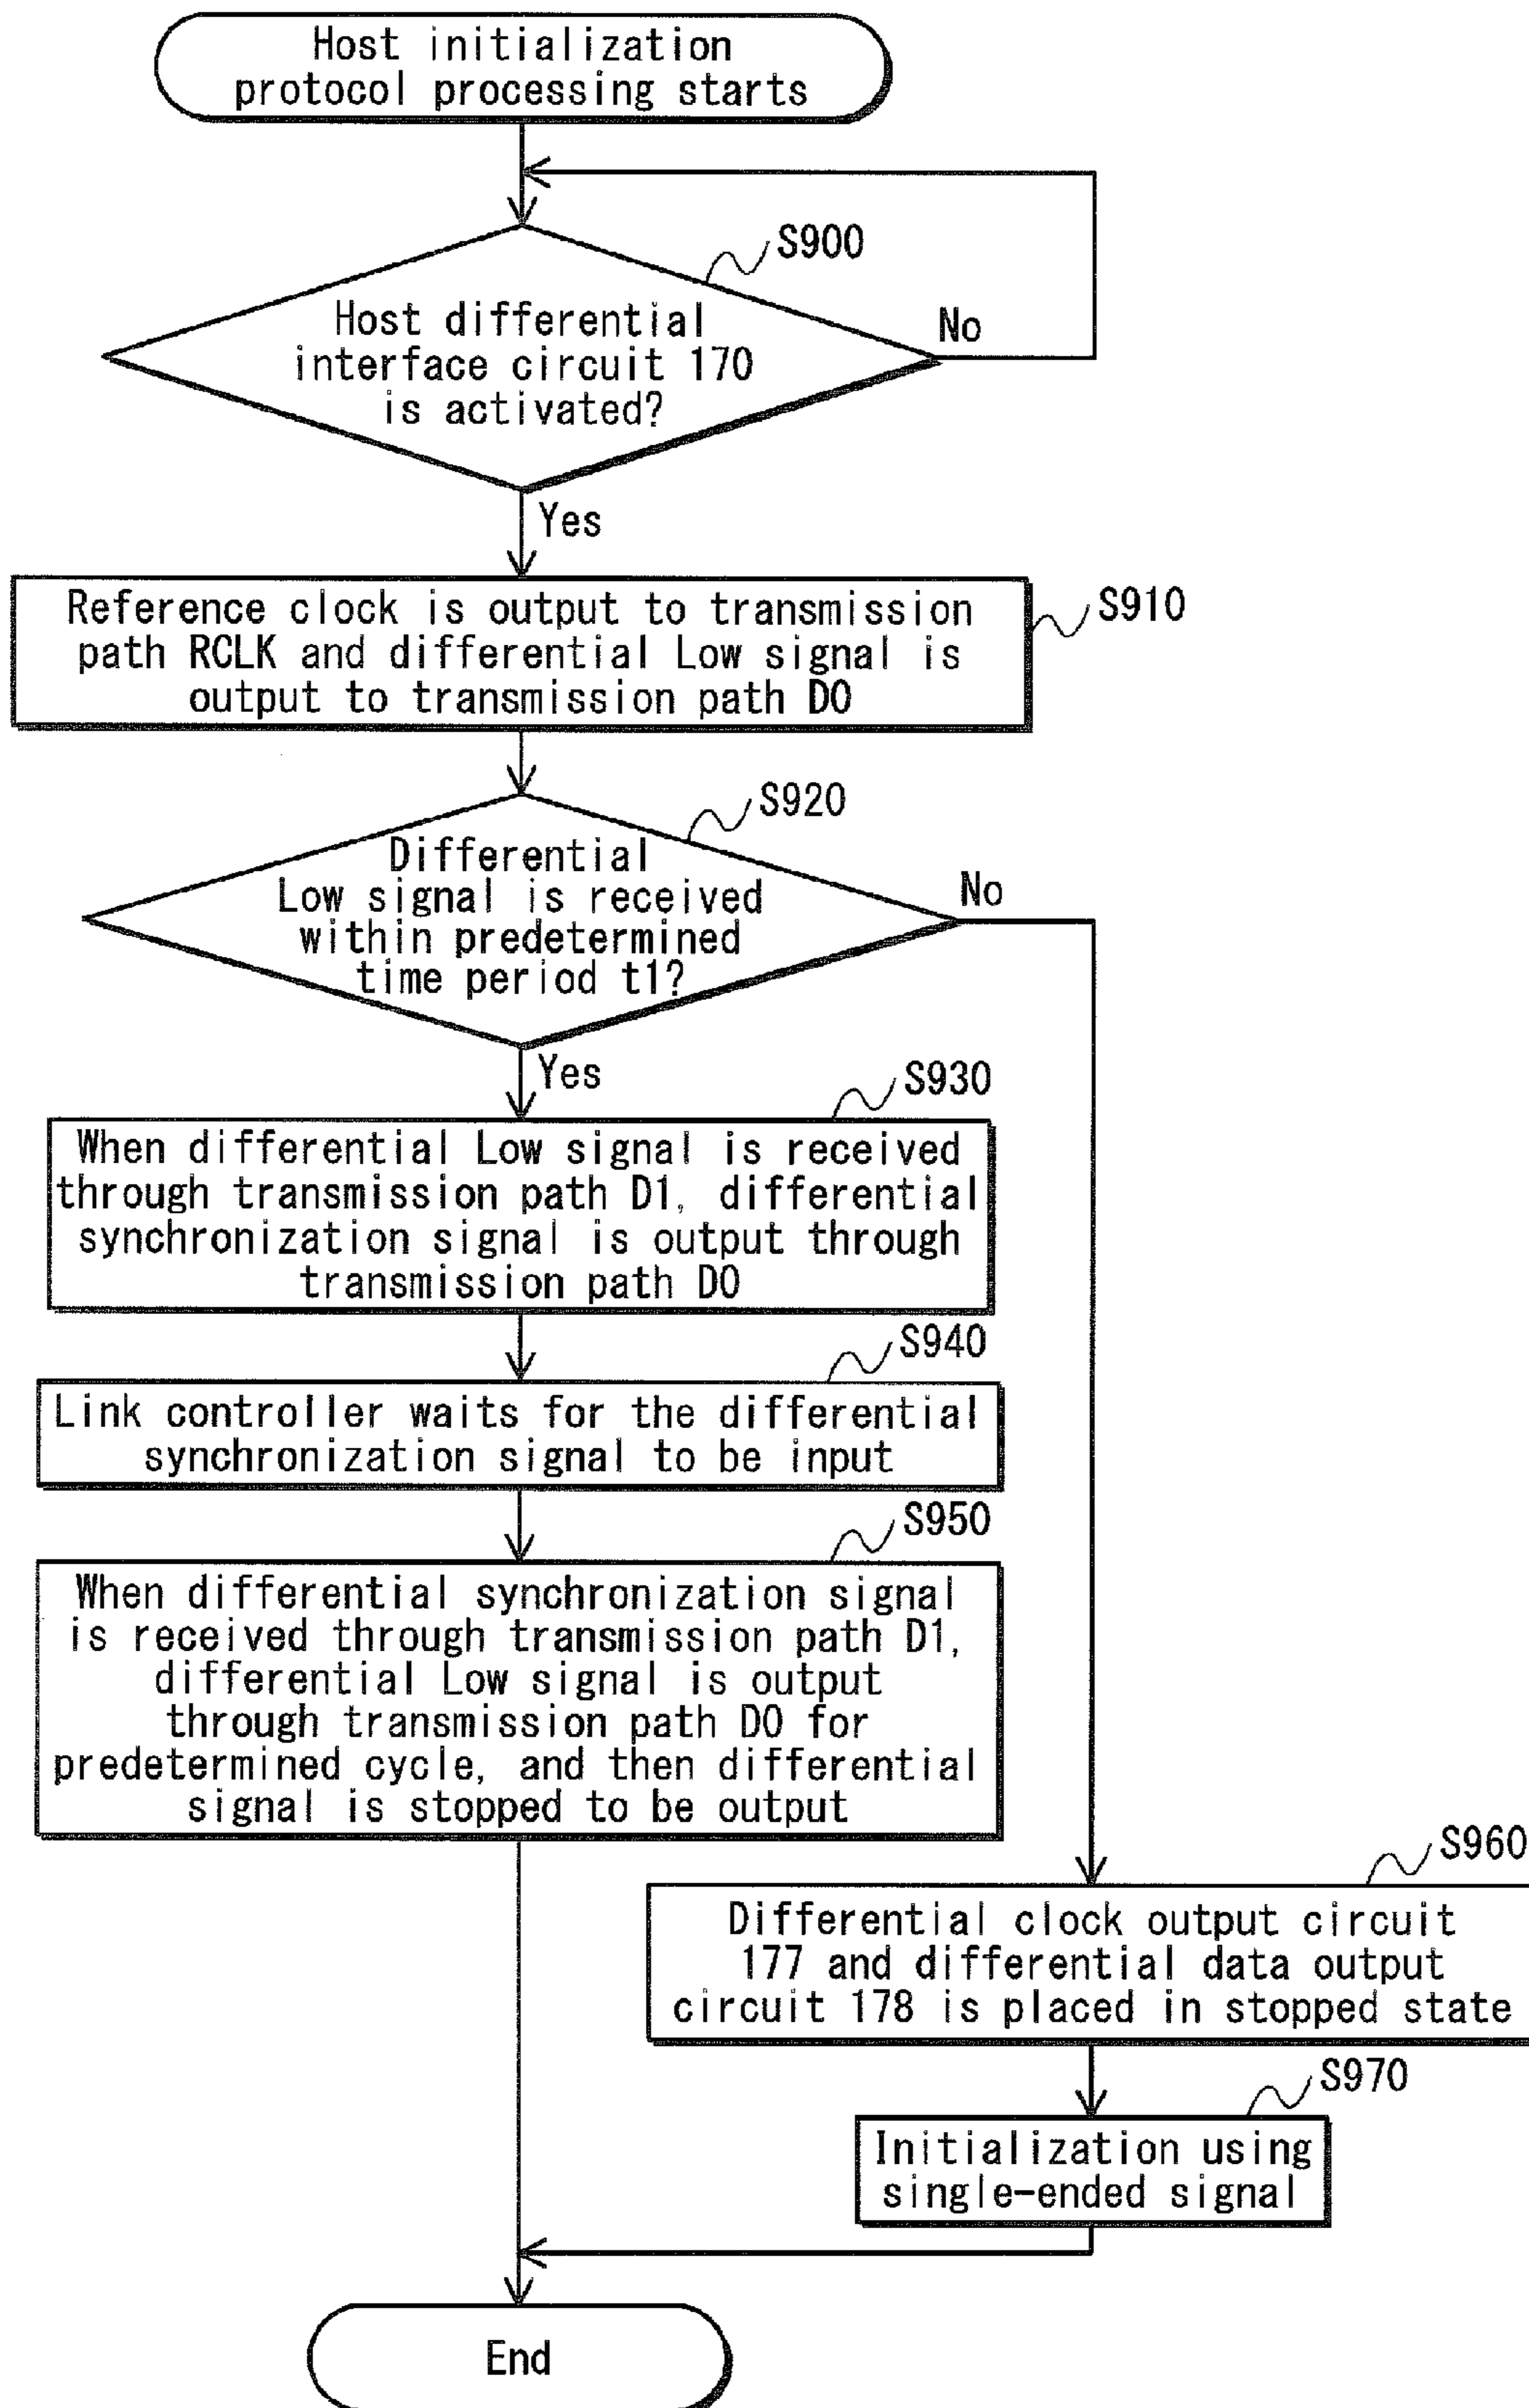 Host initialization
protocol processing starts
S900
Host differential
interface circuit 170
is activated?
No
Yes
S910
Reference clock is output to transmission
path RCLK and differential Low signal is
output to transmission path D0
S920
Differential
Low signal is received
within predetermined
time period t1?
No
Yes
S930
When differential Low signal is received
through transmission path D1, differential
synchronization signal is output through
transmission path D0
S940
Link controller waits for the differential
synchronization signal to be input
S950
When differential synchronization signal
is received through transmission path D1,
differential Low signal is output
through transmission path D0 for
predetermined cycle, and then differential
signal is stopped to be output
S960
Differential clock output circuit
177 and differential data output
circuit 178 is placed in stopped state
S970
Initialization using
single-ended signal
End